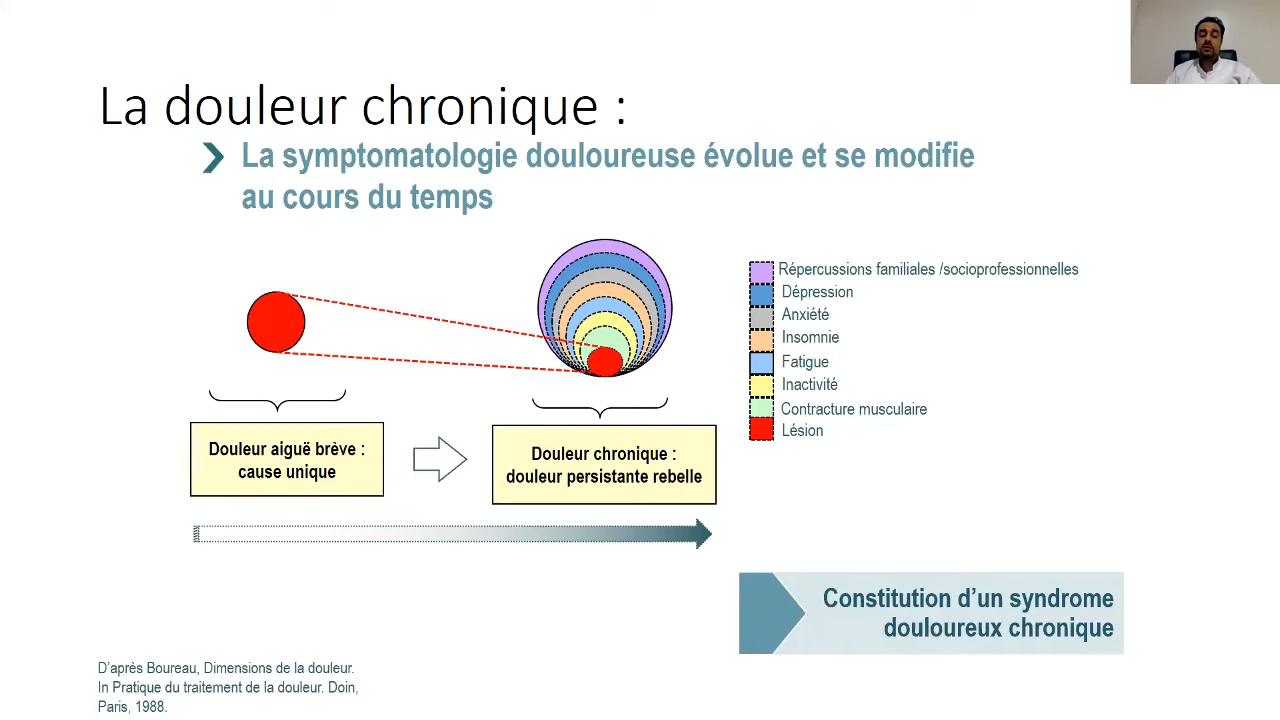 La douleur chronique :
La symptomatologie douloureuse évolue et se modifie
au cours du temps
Répercussions familiales /socioprofessionnelles
Dépression
Anxiété
Insomnie
Fatigue
Inactivité
Contracture musculaire
Lésion
Douleur aiguë brève :
cause unique
Douleur chronique :
douleur persistante rebelle
Constitution d’un syndrome
douloureux chronique
D’après Boureau, Dimensions de la douleur.
In Pratique du traitement de la douleur. Doin,
Paris, 1988.